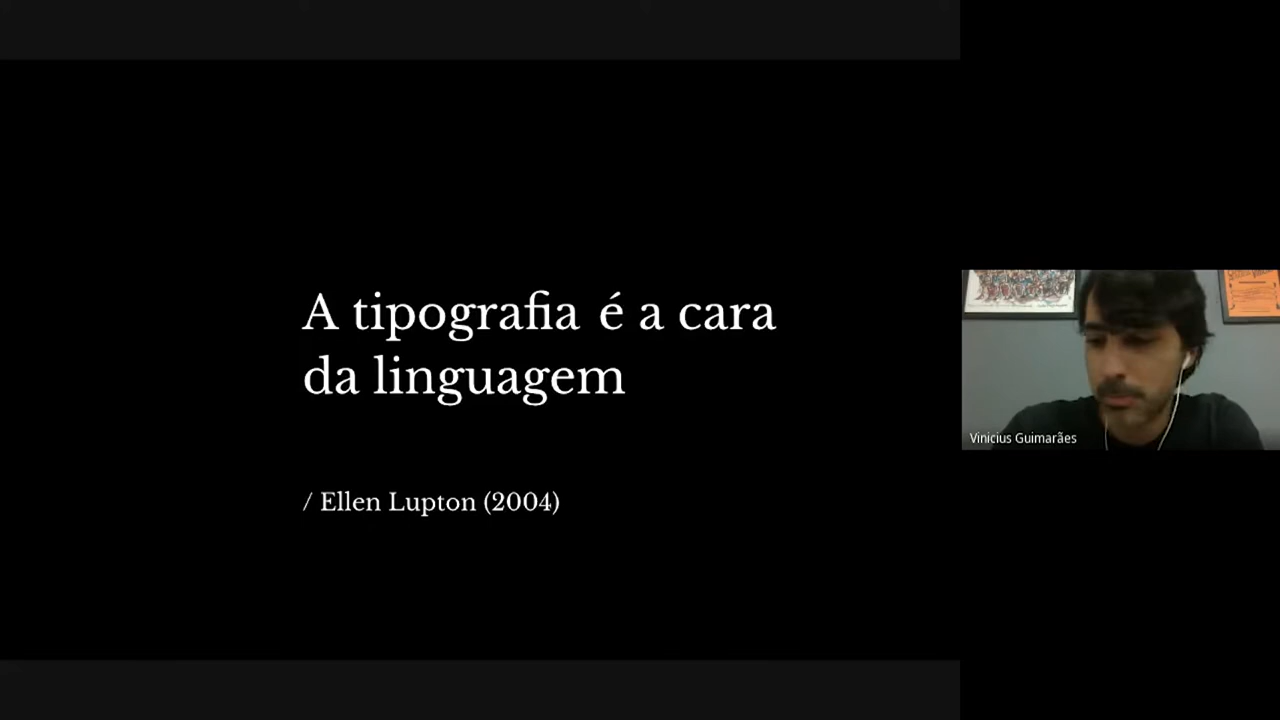 A tipografia é a cara
da linguagem
/ Ellen Lupton (2004)
Vinicius Guimarães